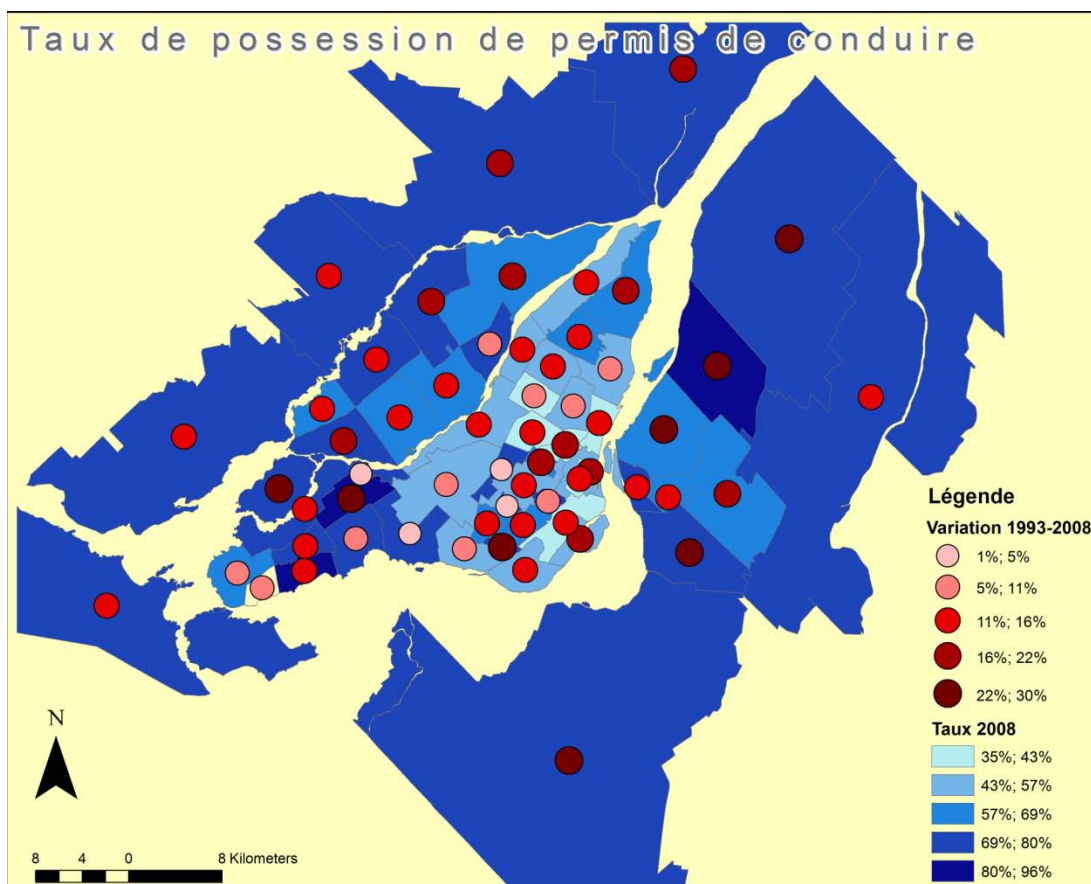 Taux de possession de permis de conduire
Légende
Variation 1993-2008
1%; 5%
5%; 11%
11%; 16%
16%; 22%
22%; 30%
Taux 2008
35%; 43%
43%; 57%
57%; 69%
69%; 80%
80%; 96%
N
8 4 0 8 Kilometers